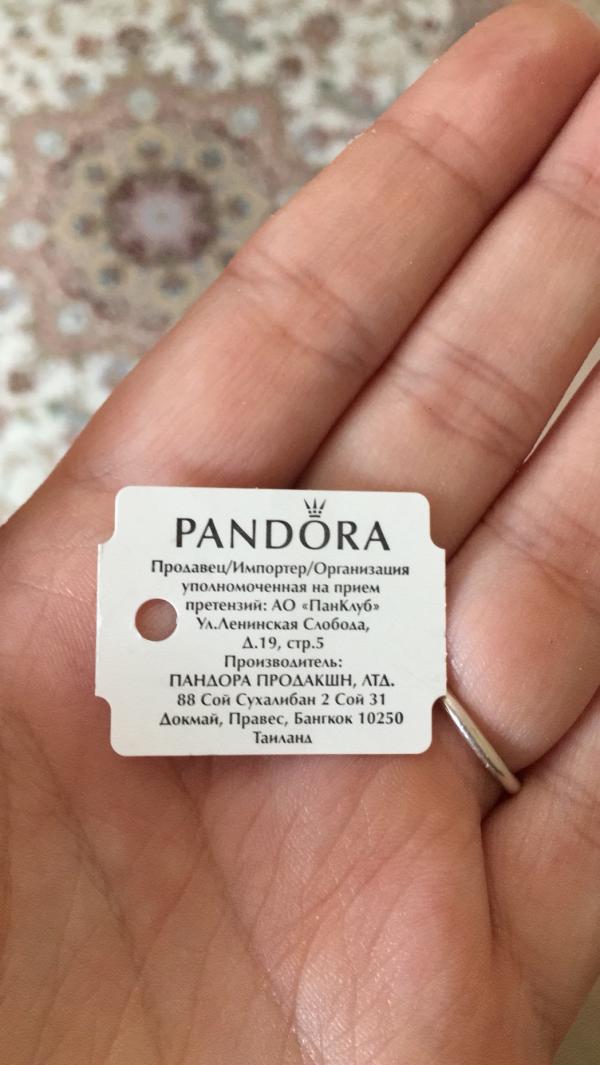 PANDORA
Продавец/Импортер/Организация
уполномоченная на прием
претензий: АО «ПанКлуб»
Ул.Ленинская Слобода,
Д.19, стр.5
Производитель:
ПАНДОРА ПРОДАКШН, ЛТД.
88 Сой Сухалибан 2 Сой 31
Докмай, Правес, Бангкок 10250
Таиланд